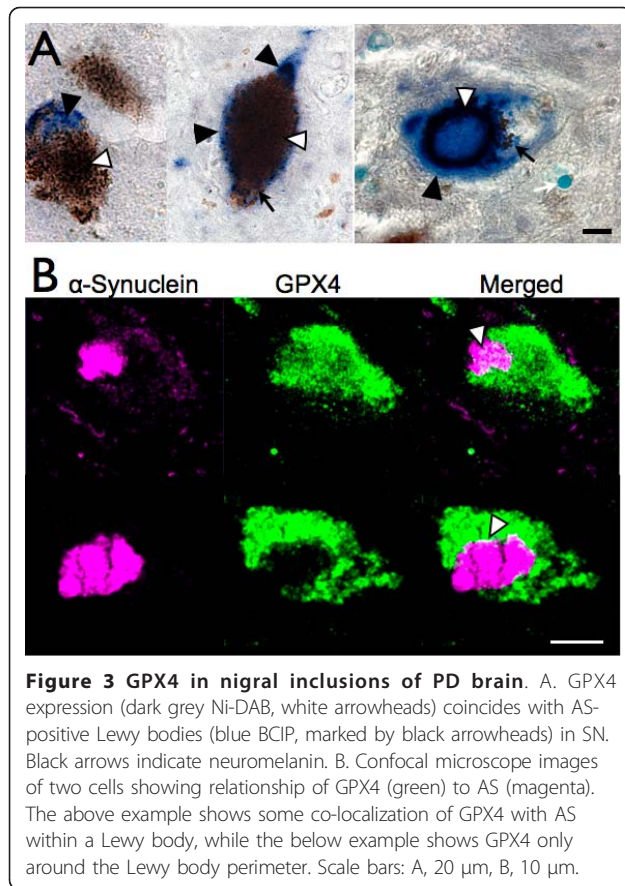 A
B
α-Synuclein GPX4 Merged
Figure 3 GPX4 in nigral inclusions of PD brain. A. GPX4
expression (dark grey Ni-DAB, white arrowheads) coincides with AS-
positive Lewy bodies (blue BCIP, marked by black arrowheads) in SN.
Black arrows indicate neuromelanin. B. Confocal microscope images
of two cells showing relationship of GPX4 (green) to AS (magenta).
The above example shows some co-localization of GPX4 with AS
within a Lewy body, while the below example shows GPX4 only
around the Lewy body perimeter. Scale bars: A, 20 μm, B, 10 μm.